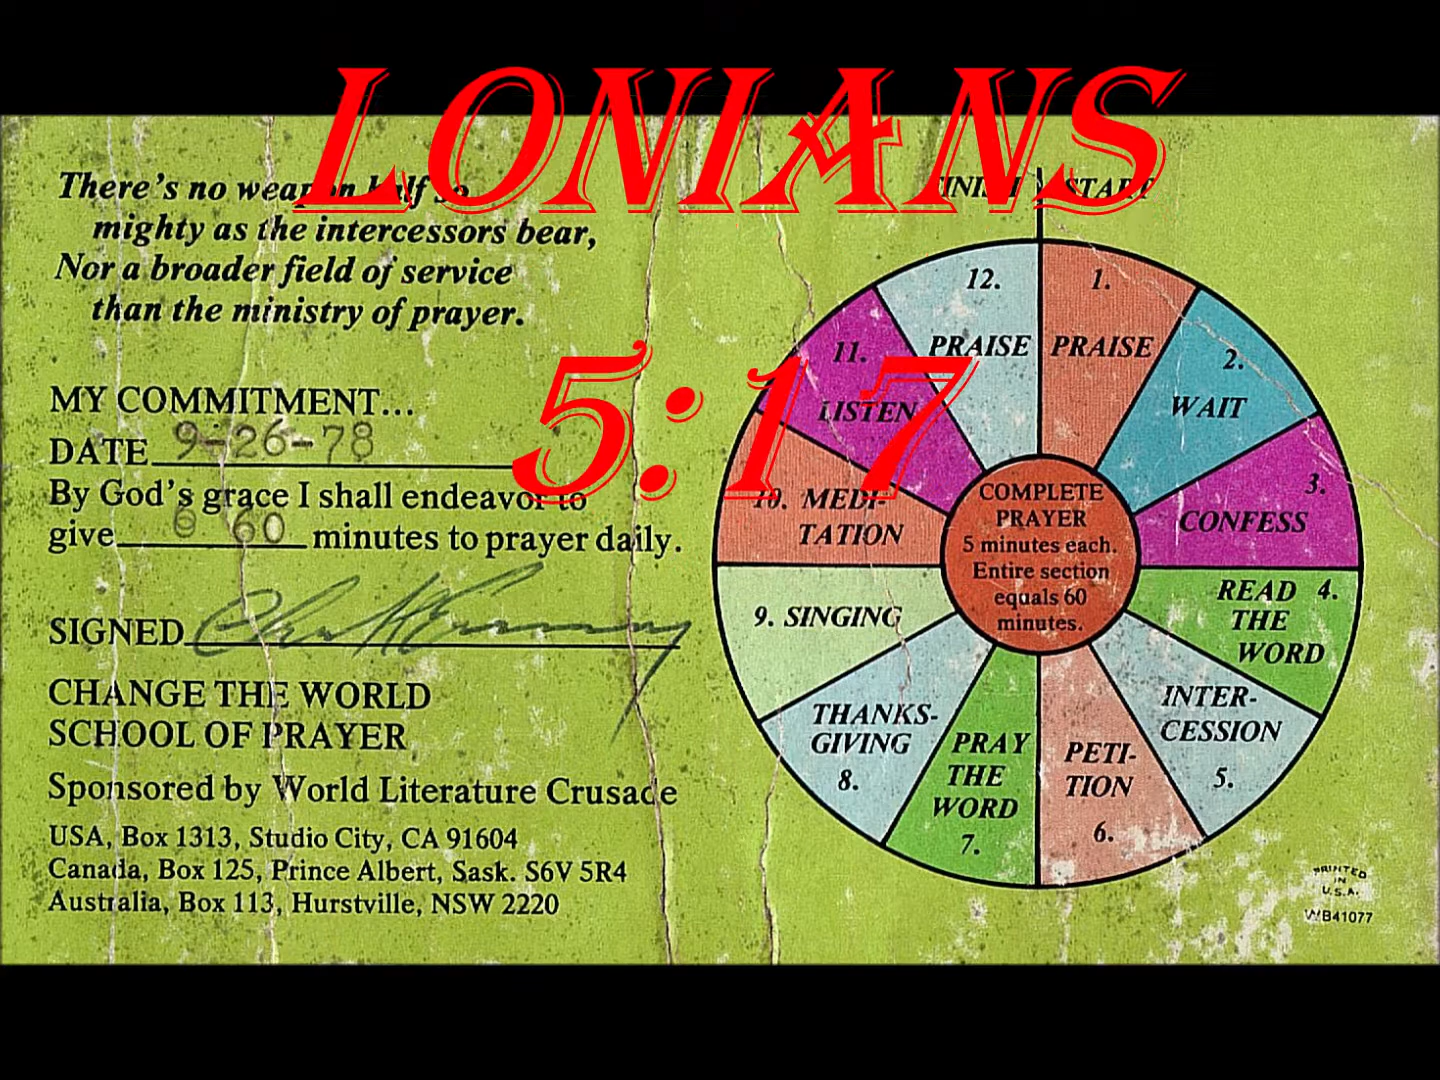 LONIANS
5:17
There's no weapon half so
mighty as the intercessors bear,
Nor a broader field of service
than the ministry of prayer.
MY COMMITMENT...
DATE 9-26-78
By God's grace I shall endeavor to
give 60 minutes to prayer daily.
SIGNED
CHANGE THE WORLD
SCHOOL OF PRAYER
Sponsored by World Literature Crusade
USA, Box 1313, Studio City, CA 91604
Canada, Box 125, Prince Albert, Sask. S6V 5R4
Australia, Box 113, Hurstville, NSW 2220
FINISH START
1.
PRAISE
2.
WAIT
3.
CONFESS
READ 4.
THE
WORD
INTER-
CESSION
5.
PETI-
TION
6.
PRAY
THE
WORD
7.
THANKS-
GIVING
8.
9. SINGING
10. MEDI-
TATION
11.
LISTEN
12.
PRAISE
COMPLETE
PRAYER
5 minutes each.
Entire section
equals 60
minutes.
PRINTED
IN
U.S.A.
WB41077